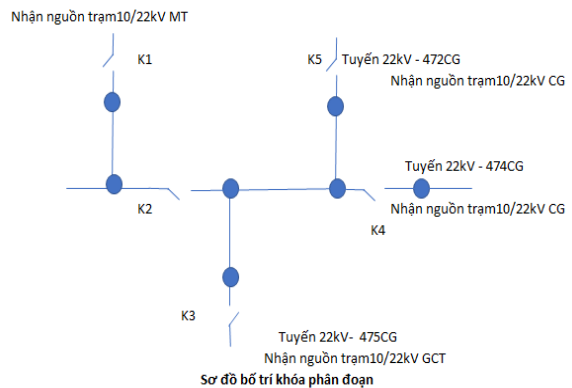 Nhận nguồn trạm10/22kV MT
K1
K5
Tuyến 22kV - 472CG
Nhận nguồn trạm10/22kV CG
Tuyến 22kV - 474CG
K2
Nhận nguồn trạm10/22kV CG
K4
K3
Tuyến 22kV- 475CG
Nhận nguồn trạm10/22kV GCT
Sơ đồ bố trí khóa phân đoạn